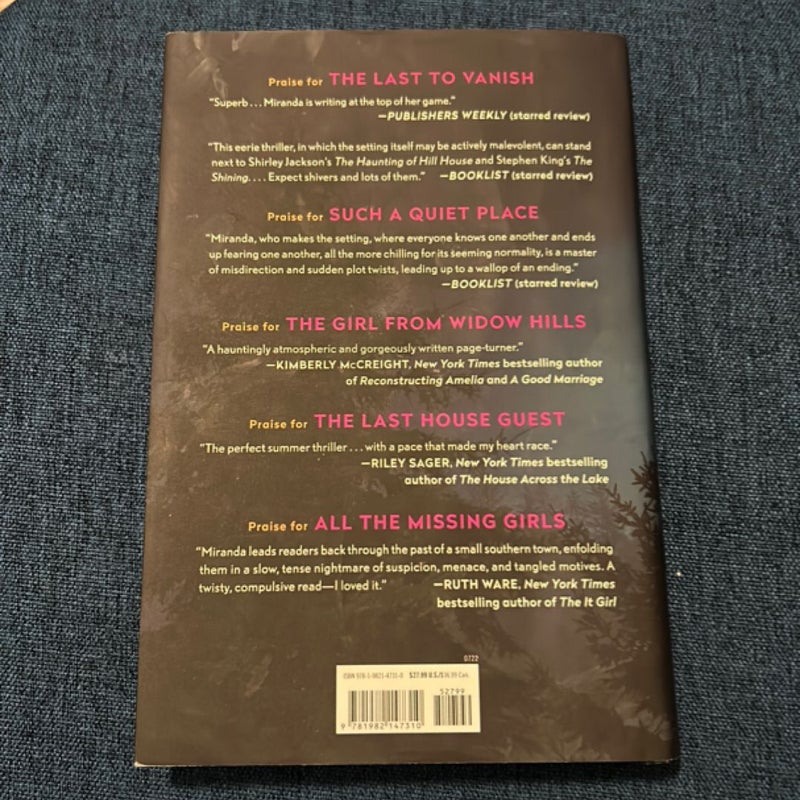 Praise for THE LAST TO VANISH
"Superb . . . Miranda is writing at the top of her game."
—PUBLISHERS WEEKLY (starred review)
"This eerie thriller, in which the setting itself may be actively malevolent, can stand
next to Shirley Jackson's The Haunting of Hill House and Stephen King's The
Shining. . . . Expect shivers and lots of them." —BOOKLIST (starred review)
Praise for SUCH A QUIET PLACE
"Miranda, who makes the setting, where everyone knows one another and ends
up fearing one another, all the more chilling for its seeming normality, is a master
of misdirection and sudden plot twists, leading up to a wallop of an ending."
—BOOKLIST (starred review)
Praise for THE GIRL FROM WIDOW HILLS
"A hauntingly atmospheric and gorgeously written page-turner."
—KIMBERLY McCREIGHT, New York Times bestselling author
of Reconstructing Amelia and A Good Marriage
Praise for THE LAST HOUSE GUEST
"The perfect summer thriller . . . with a pace that made my heart race."
—RILEY SAGER, New York Times bestselling
author of The House Across the Lake
Praise for ALL THE MISSING GIRLS
"Miranda leads readers back through the past of a small southern town, enfolding
them in a slow, tense nightmare of suspicion, menace, and tangled motives. A
twisty, compulsive read—I loved it." —RUTH WARE, New York Times
bestselling author of The It Girl
0722
ISBN 978-1-9821-4731-0 $27.99 U.S./$36.99 Can.
52799
9 781982 147310